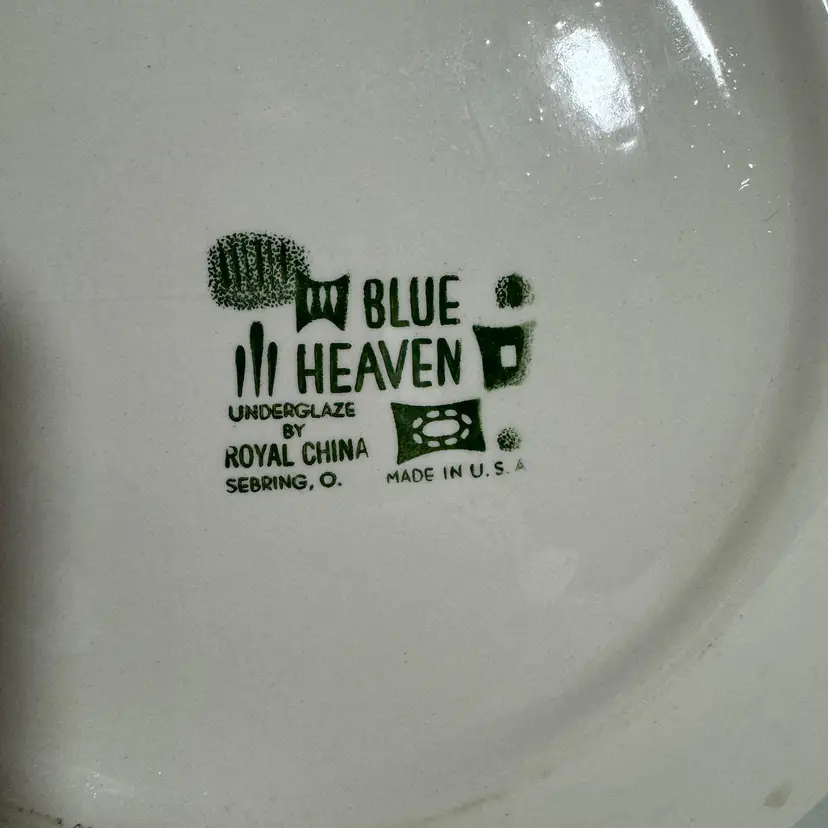 BLUE
HEAVEN
UNDERGLAZE
BY
ROYAL CHINA
SEBRING, O.
MADE IN U.S.A